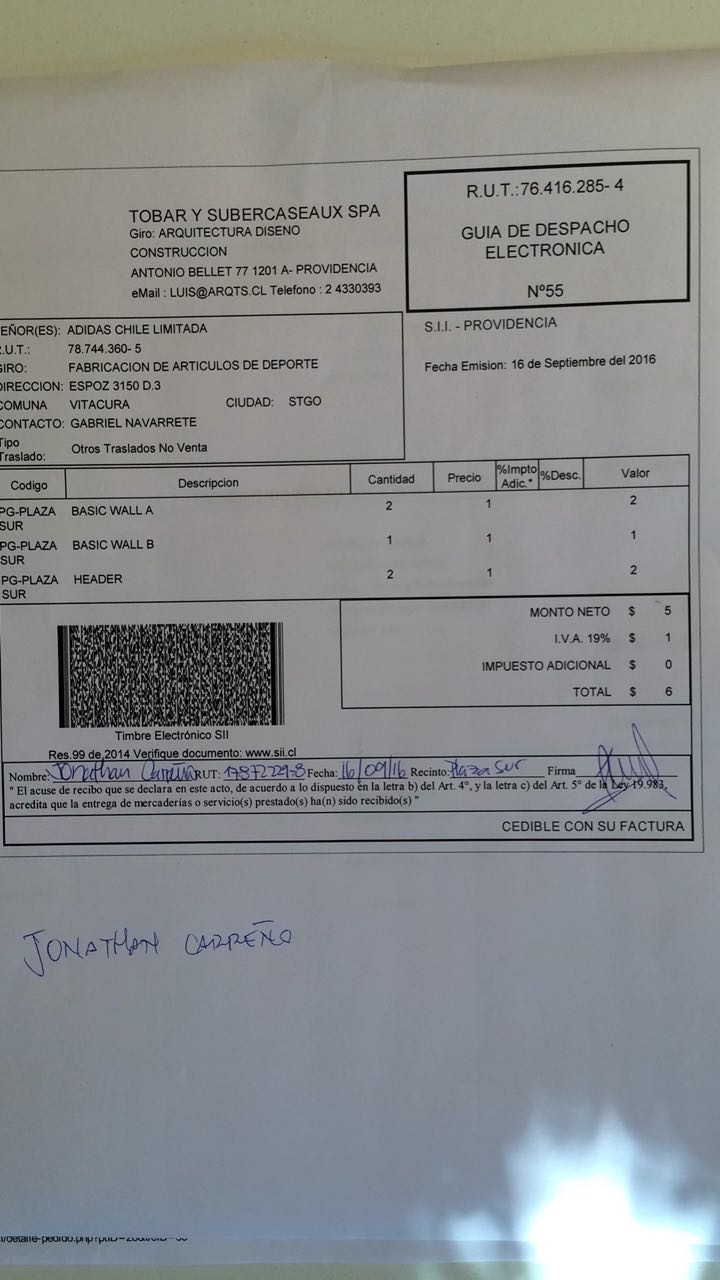 TOBAR Y SUBERCASEAUX SPA
Giro: ARQUITECTURA DISENO
CONSTRUCCION
ANTONIO BELLET 77 1201 A- PROVIDENCIA
eMail : LUIS@ARQTS.CL Telefono : 2 4330393
R.U.T.:76.416.285- 4
GUIA DE DESPACHO
ELECTRONICA
Nº55
S.I.I. - PROVIDENCIA
Fecha Emision: 16 de Septiembre del 2016
EÑOR(ES): ADIDAS CHILE LIMITADA
.U.T.: 78.744.360- 5
GIRO: FABRICACION DE ARTICULOS DE DEPORTE
DIRECCION: ESPOZ 3150 D.3
COMUNA VITACURA CIUDAD: STGO
CONTACTO: GABRIEL NAVARRETE
Tipo
Traslado: Otros Traslados No Venta
Codigo Descripcion Cantidad Precio %Impto Adic.* %Desc. Valor
PG-PLAZA SUR BASIC WALL A 2 1 2
PG-PLAZA SUR BASIC WALL B 1 1 1
PG-PLAZA SUR HEADER 2 1 2
MONTO NETO $ 5
I.V.A. 19% $ 1
IMPUESTO ADICIONAL $ 0
TOTAL $ 6
Timbre Electrónico SII
Res.99 de 2014 Verifique documento: www.sii.cl
Nombre: Jonathan Carreño RUT: 17872229-8 Fecha: 16/09/16 Recinto: Plaza Sur Firma
" El acuse de recibo que se declara en este acto, de acuerdo a lo dispuesto en la letra b) del Art. 4°, y la letra c) del Art. 5° de la Ley 19.983,
acredita que la entrega de mercaderías o servicio(s) prestado(s) ha(n) sido recibido(s) "
CEDIBLE CON SU FACTURA
JONATHAN CARREÑO